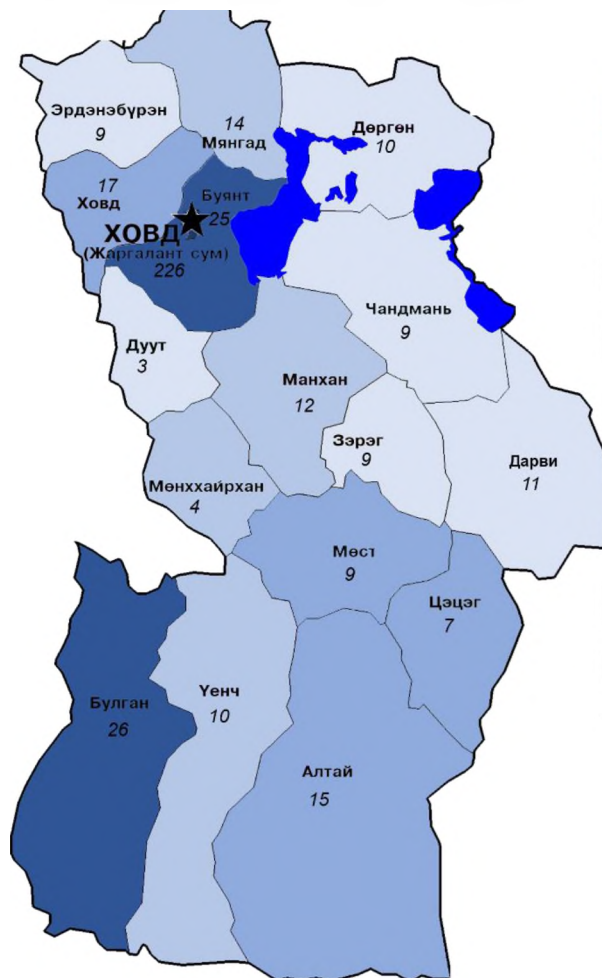 Эрдэнэбүрэн
9
14
Мянгад
Дөргөн
10
17
Ховд
Буянт
25
ХОВД
(Жаргалант сум)
226
Чандмань
9
Дуут
3
Манхан
12
Зэрэг
9
Дарви
11
Мөнххайрхан
4
Мөст
9
Цэцэг
7
Булган
26
Үенч
10
Алтай
15